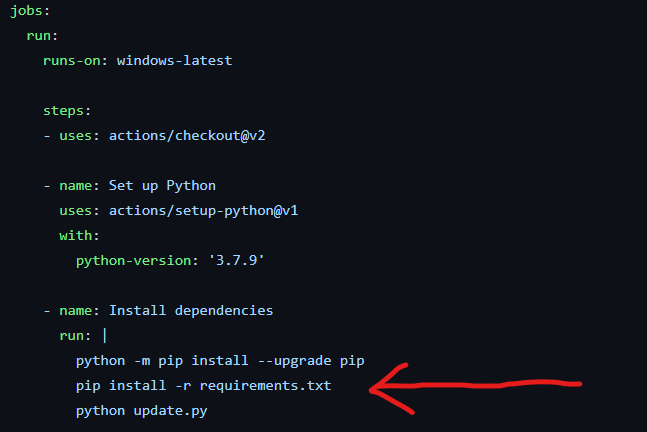 jobs:
  run:
    runs-on: windows-latest
    steps:
    - uses: actions/checkout@v2
    - name: Set up Python
      uses: actions/setup-python@v1
      with:
        python-version: '3.7.9'
    - name: Install dependencies
      run: |
        python -m pip install --upgrade pip
        pip install -r requirements.txt
        python update.py